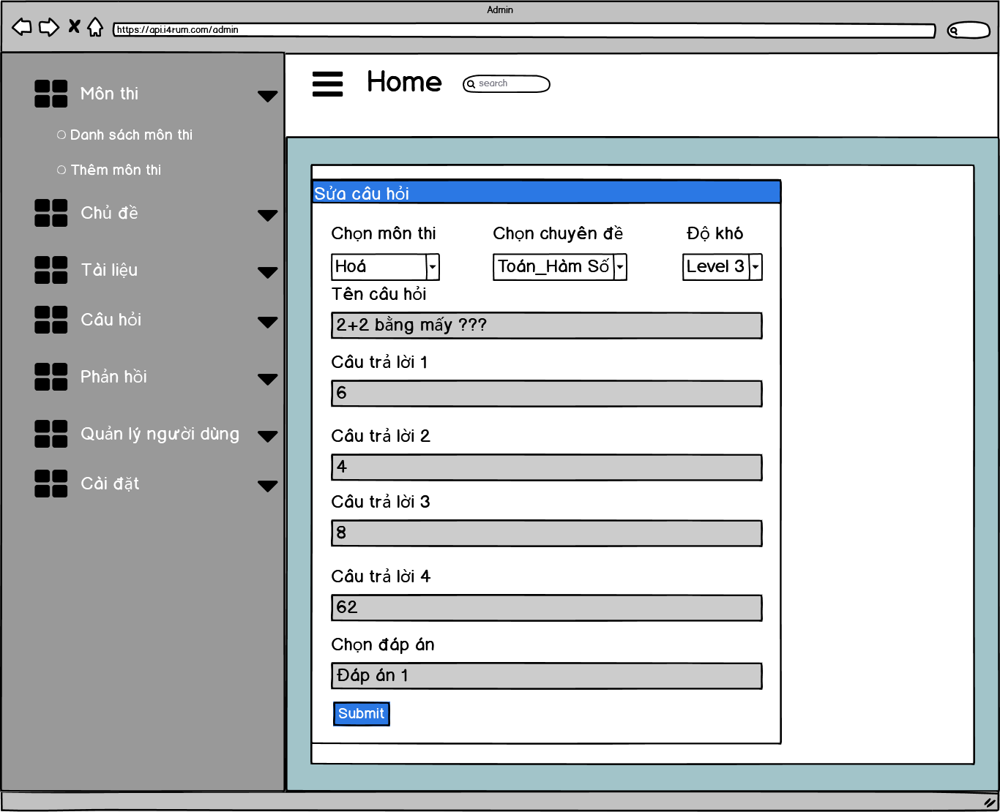 Admin
https://api.i4rum.com/admin
Môn thi
Danh sách môn thi
Thêm môn thi
Chủ đề
Tài liệu
Câu hỏi
Phản hồi
Quản lý người dùng
Cài đặt
Home
search
Sửa câu hỏi
Chọn môn thi Chọn chuyên đề Độ khó
Hoá Toán_Hàm Số Level 3
Tên câu hỏi
2+2 bằng mấy ???
Câu trả lời 1
6
Câu trả lời 2
4
Câu trả lời 3
8
Câu trả lời 4
62
Chọn đáp án
Đáp án 1
Submit